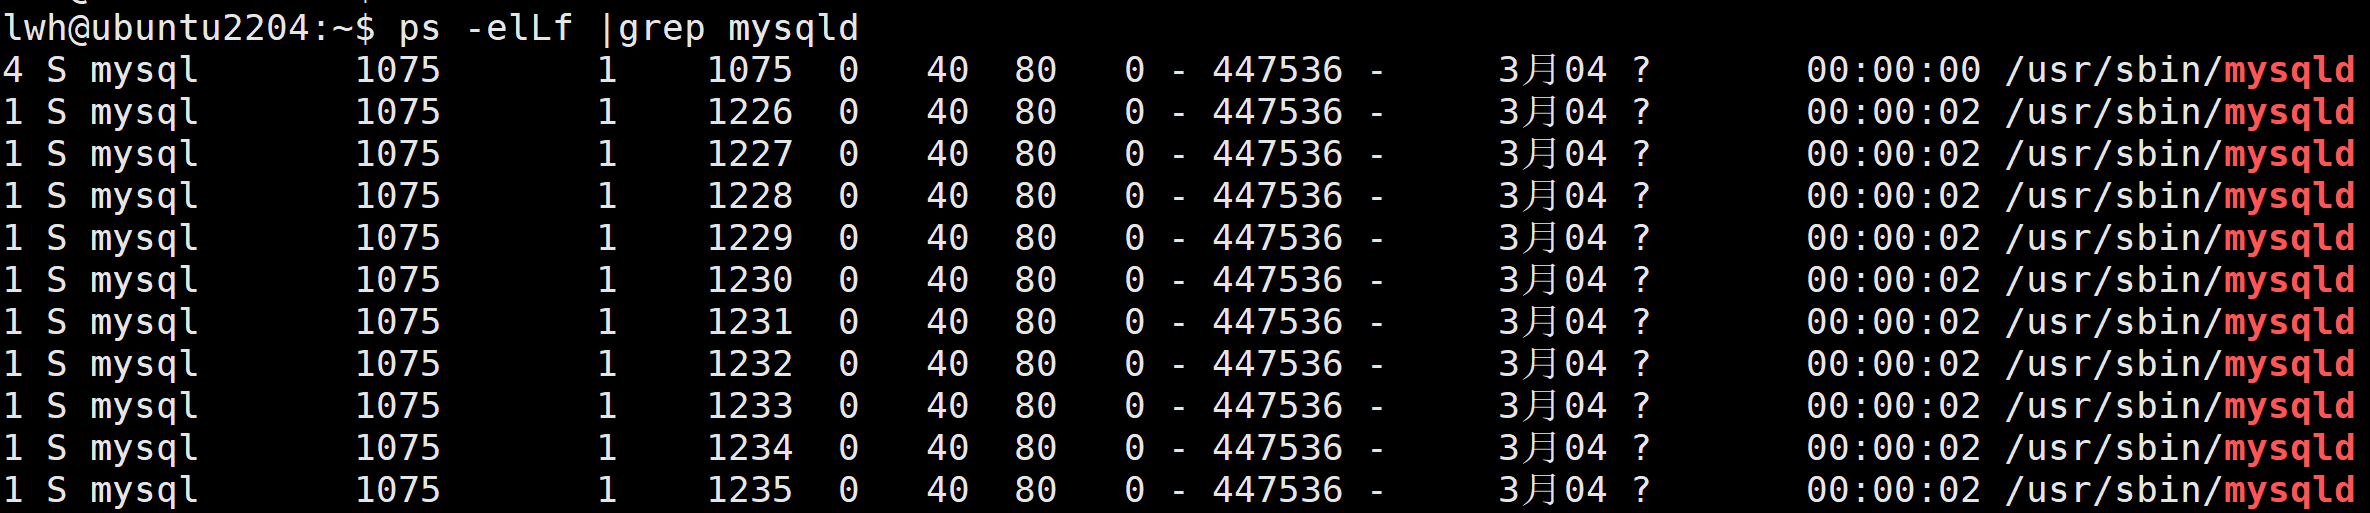 lwh@ubuntu2204:~$ ps -elLf |grep mysqld
4 S mysql       1075       1    1075  0   40  80   0 - 447536 -     3月04 ?       00:00:00 /usr/sbin/mysqld
1 S mysql       1075       1    1226  0   40  80   0 - 447536 -     3月04 ?       00:00:02 /usr/sbin/mysqld
1 S mysql       1075       1    1227  0   40  80   0 - 447536 -     3月04 ?       00:00:02 /usr/sbin/mysqld
1 S mysql       1075       1    1228  0   40  80   0 - 447536 -     3月04 ?       00:00:02 /usr/sbin/mysqld
1 S mysql       1075       1    1229  0   40  80   0 - 447536 -     3月04 ?       00:00:02 /usr/sbin/mysqld
1 S mysql       1075       1    1230  0   40  80   0 - 447536 -     3月04 ?       00:00:02 /usr/sbin/mysqld
1 S mysql       1075       1    1231  0   40  80   0 - 447536 -     3月04 ?       00:00:02 /usr/sbin/mysqld
1 S mysql       1075       1    1232  0   40  80   0 - 447536 -     3月04 ?       00:00:02 /usr/sbin/mysqld
1 S mysql       1075       1    1233  0   40  80   0 - 447536 -     3月04 ?       00:00:02 /usr/sbin/mysqld
1 S mysql       1075       1    1234  0   40  80   0 - 447536 -     3月04 ?       00:00:02 /usr/sbin/mysqld
1 S mysql       1075       1    1235  0   40  80   0 - 447536 -     3月04 ?       00:00:02 /usr/sbin/mysqld